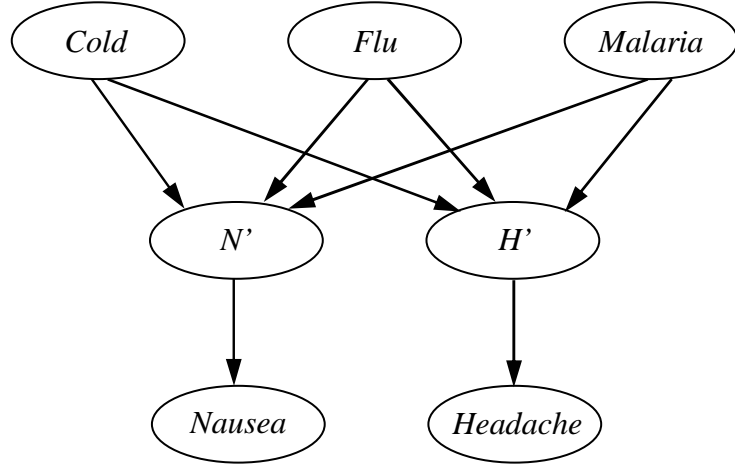 Cold
Flu
Malaria
N’
H’
Nausea
Headache